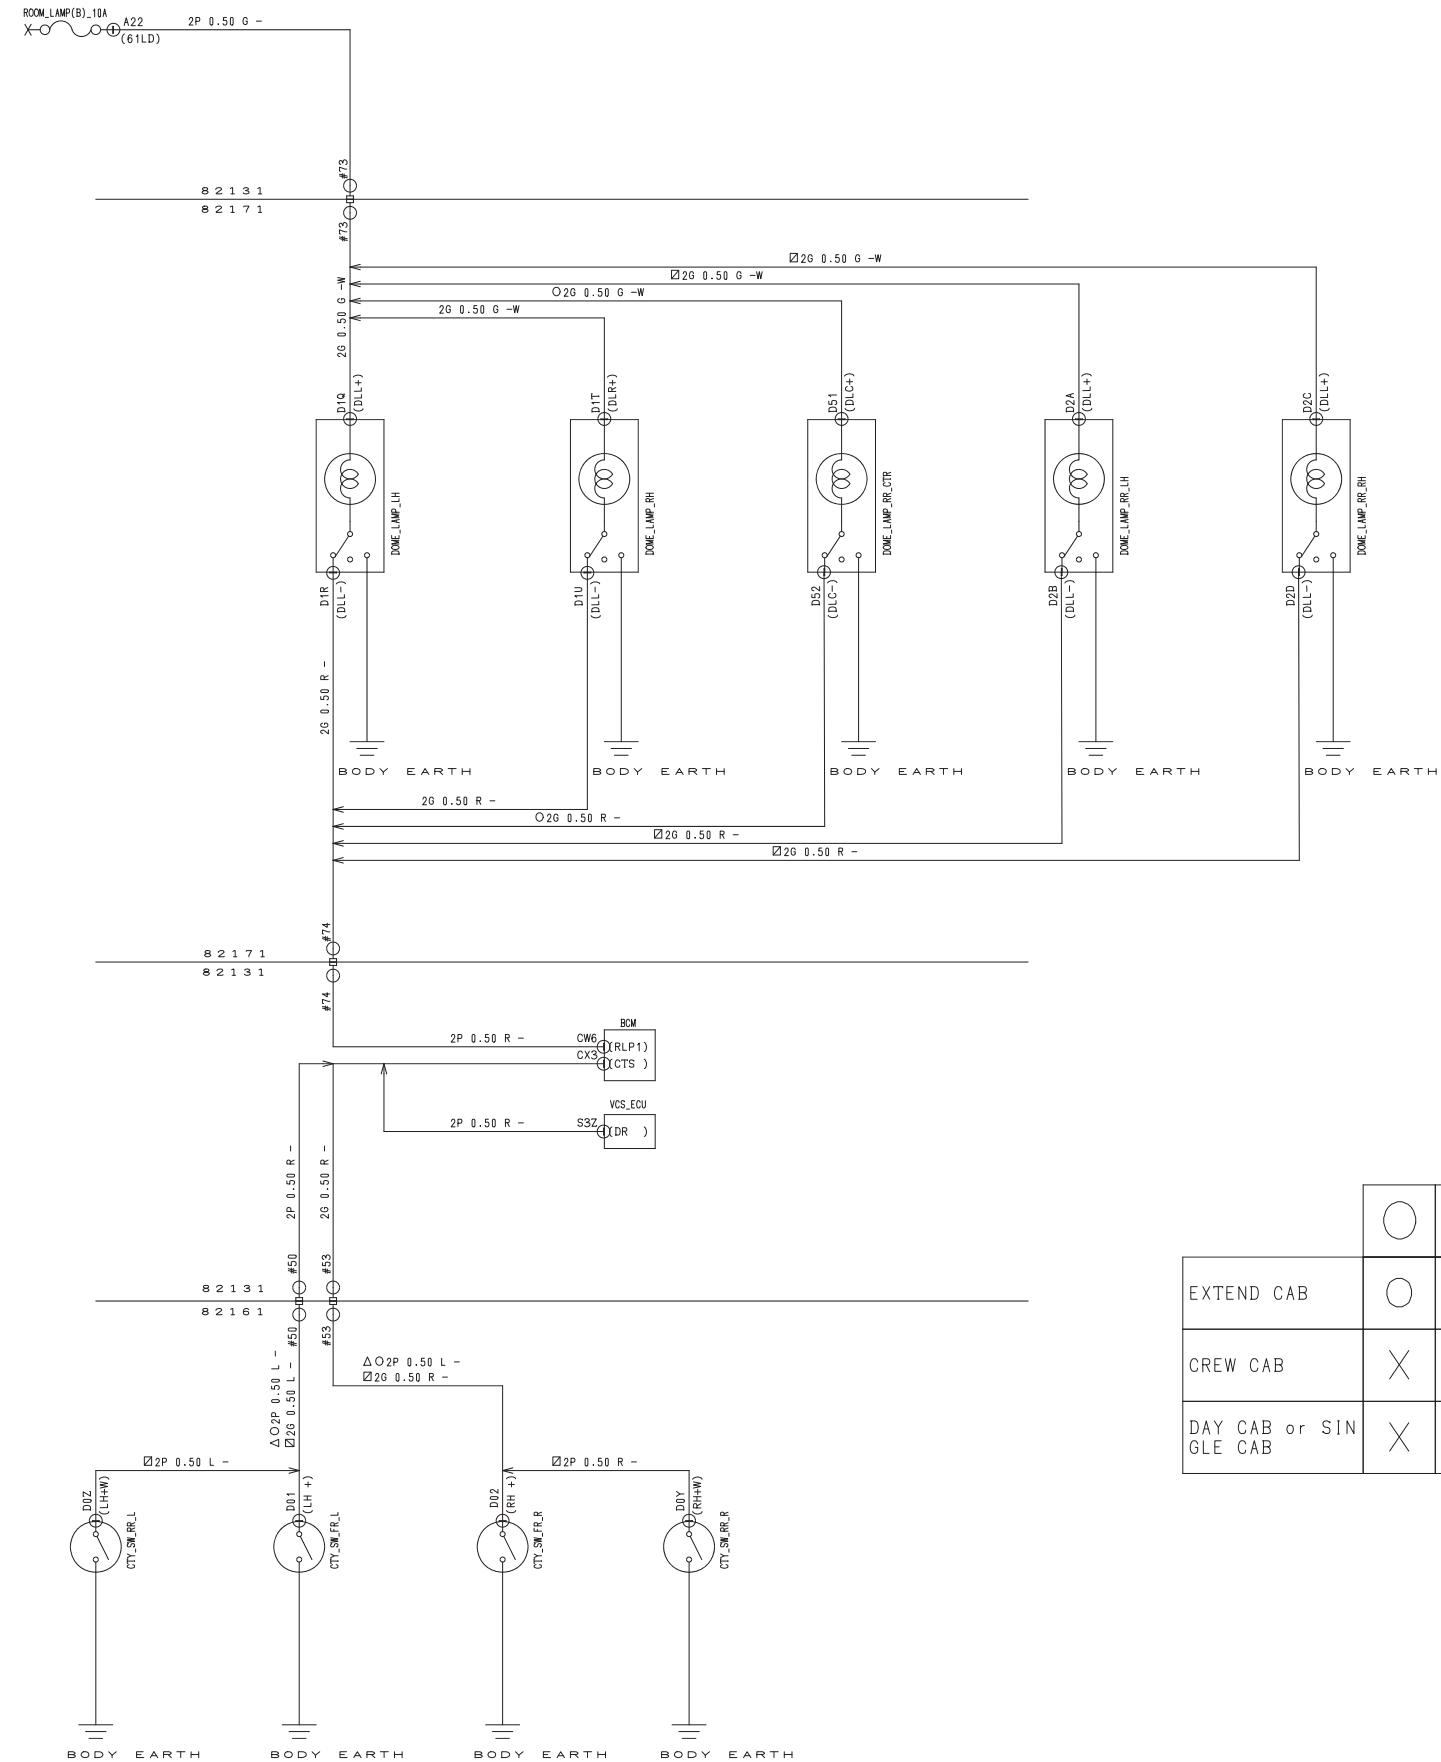 ROOM_LAMP(B)_10A
A22
(61LD)
2P 0.50 G -
#73
82131
82171
#73
2G 0.50 G -W
2G 0.50 G -W
2G 0.50 G -W
2G 0.50 G -W
2G 0.50 G -W
D1Q
(DLL+)
D1T
(DLR+)
D51
(DLC+)
D2A
(DLL+)
D2C
(DLL+)
DOME_LAMP_LH
DOME_LAMP_RH
DOME_LAMP_RR_CTR
DOME_LAMP_RR_LH
DOME_LAMP_RR_RH
D1R
(DLL-)
D1U
(DLL-)
D52
(DLC-)
D2B
(DLL-)
D2D
(DLL-)
2G 0.50 R -
BODY EARTH
BODY EARTH
BODY EARTH
BODY EARTH
BODY EARTH
2G 0.50 R -
2G 0.50 R -
2G 0.50 R -
2G 0.50 R -
#74
82171
82131
#74
BCM
2P 0.50 R -
CW6
(RLP1)
CX3
(CTS )
VCS_ECU
2P 0.50 R -
S3Z
(DR )
2P 0.50 R -
2G 0.50 R -
#50
#53
82131
82161
#50
#53
△○2P 0.50 L -
2G 0.50 L -
△○2P 0.50 L -
2G 0.50 R -
2P 0.50 L -
2P 0.50 R -
D0Z
(LH+W)
D01
(LH +)
D02
(RH +)
D0Y
(RH+W)
CTY_SW_RR_L
CTY_SW_FR_L
CTY_SW_FR_R
CTY_SW_RR_R
BODY EARTH
BODY EARTH
BODY EARTH
BODY EARTH
EXTEND CAB
CREW CAB
DAY CAB or SIN
GLE CAB